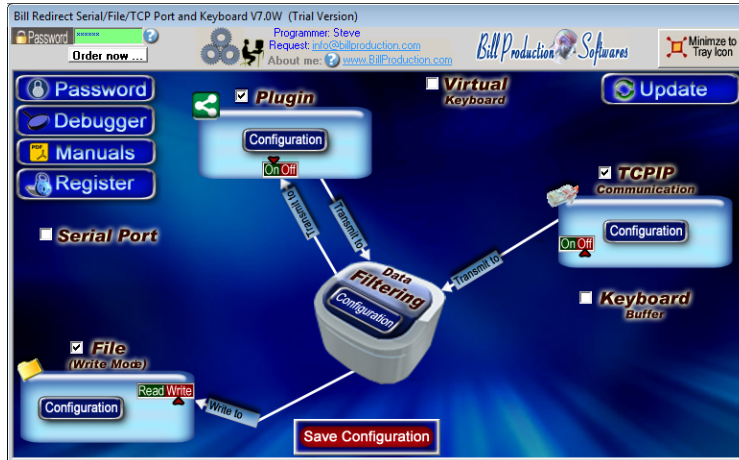 Bill Redirect Serial/File/TCP Port and Keyboard V7.0W (Trial Version)
Password ******
Order now ...
Programmer: Steve
Request: info@billproduction.com
About me: www.BillProduction.com
Bill Production Softwares
Minimze to
Tray Icon
Password
Debugger
PDF
Manuals
Register
Plugin
Configuration
On Off
Virtual
Keyboard
Update
TCPIP
Communication
Configuration
On Off
Transmit to
Transmit to
Transmit to
Serial Port
Data
Filtering
Configuration
Keyboard
Buffer
File
(Write Mode)
Read Write
Configuration
Write to
Save Configuration